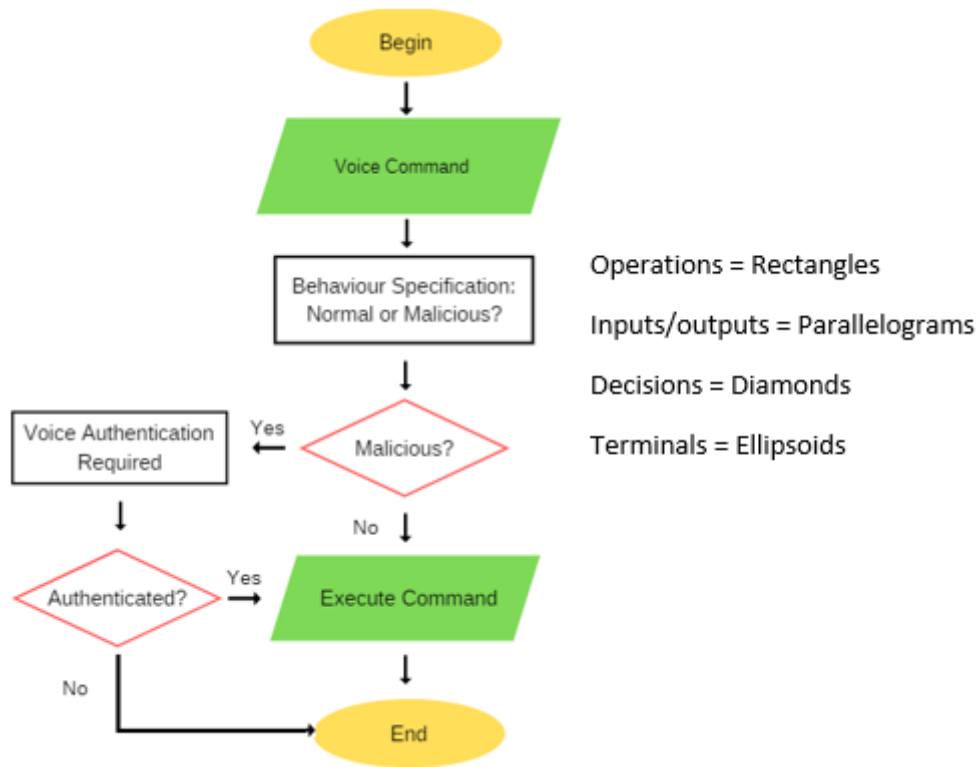 Begin
Voice Command
Behaviour Specification:
Normal or Malicious?
Operations = Rectangles
Inputs/outputs = Parallelograms
Decisions = Diamonds
Terminals = Ellipsoids
Malicious?
Yes
Voice Authentication
Required
No
Authenticated?
Yes
Execute Command
No
End